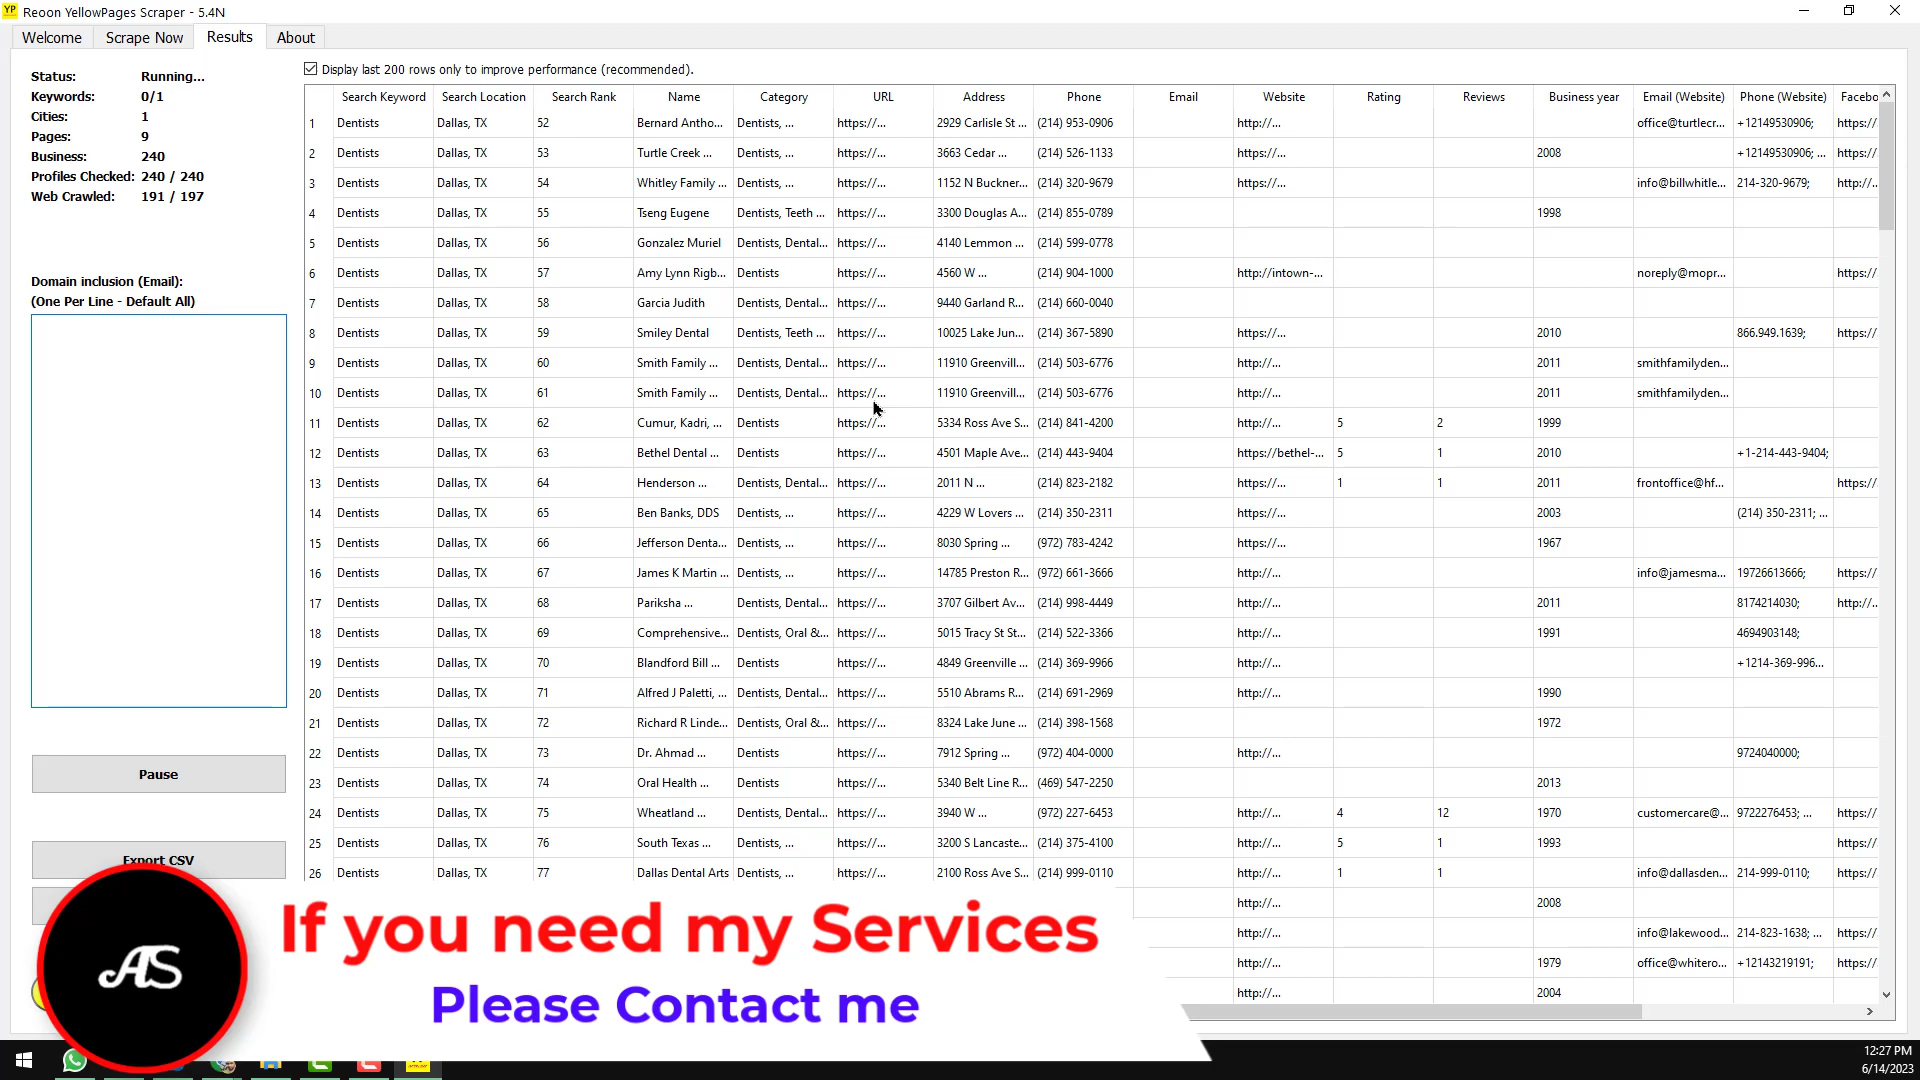 YP Reoon YellowPages Scraper - 5.4N
Welcome Scrape Now Results About
Status: Running...
Keywords: 0/1
Cities: 1
Pages: 9
Business: 240
Profiles Checked: 240 / 240
Web Crawled: 191 / 197
Domain inclusion (Email):
(One Per Line - Default All)
Pause
Export CSV
Display last 200 rows only to improve performance (recommended).
Search Keyword Search Location Search Rank Name Category URL Address Phone Email Website Rating Reviews Business year Email (Website) Phone (Website) Facebo
1 Dentists Dallas, TX 52 Bernard Antho... Dentists, ... https://... 2929 Carlisle St ... (214) 953-0906 http://... office@turtlecr... +12149530906; https://
2 Dentists Dallas, TX 53 Turtle Creek ... Dentists, ... https://... 3663 Cedar ... (214) 526-1133 https://... 2008 +12149530906; ... https://
3 Dentists Dallas, TX 54 Whitley Family ... Dentists, ... https://... 1152 N Buckner... (214) 320-9679 https://... info@billwhitle... 214-320-9679; http://..
4 Dentists Dallas, TX 55 Tseng Eugene Dentists, Teeth ... https://... 3300 Douglas A... (214) 855-0789 1998
5 Dentists Dallas, TX 56 Gonzalez Muriel Dentists, Dental... https://... 4140 Lemmon ... (214) 599-0778
6 Dentists Dallas, TX 57 Amy Lynn Rigb... Dentists https://... 4560 W ... (214) 904-1000 http://intown-... noreply@mopr... https://
7 Dentists Dallas, TX 58 Garcia Judith Dentists, Dental... https://... 9440 Garland R... (214) 660-0040
8 Dentists Dallas, TX 59 Smiley Dental Dentists, Teeth ... https://... 10025 Lake Jun... (214) 367-5890 https://... 2010 866.949.1639; https://
9 Dentists Dallas, TX 60 Smith Family ... Dentists, Dental... https://... 11910 Greenvill... (214) 503-6776 http://... 2011 smithfamilyden...
10 Dentists Dallas, TX 61 Smith Family ... Dentists, Dental... https://... 11910 Greenvill... (214) 503-6776 http://... 2011 smithfamilyden...
11 Dentists Dallas, TX 62 Cumur, Kadri, ... Dentists https://... 5334 Ross Ave S... (214) 841-4200 http://... 5 2 1999
12 Dentists Dallas, TX 63 Bethel Dental ... Dentists https://... 4501 Maple Ave... (214) 443-9404 https://bethel-... 5 1 2010 +1-214-443-9404;
13 Dentists Dallas, TX 64 Henderson ... Dentists, Dental... https://... 2011 N ... (214) 823-2182 https://... 1 1 2011 frontoffice@hf... https://
14 Dentists Dallas, TX 65 Ben Banks, DDS Dentists, ... https://... 4229 W Lovers ... (214) 350-2311 https://... 2003 (214) 350-2311; ...
15 Dentists Dallas, TX 66 Jefferson Denta... Dentists, ... https://... 8030 Spring ... (972) 783-4242 https://... 1967
16 Dentists Dallas, TX 67 James K Martin ... Dentists, ... https://... 14785 Preston R... (972) 661-3666 http://... info@jamesma... 19726613666; https://
17 Dentists Dallas, TX 68 Pariksha ... Dentists, Dental... https://... 3707 Gilbert Av... (214) 998-4449 http://... 2011 8174214030; http://..
18 Dentists Dallas, TX 69 Comprehensive... Dentists, Oral &... https://... 5015 Tracy St St... (214) 522-3366 http://... 1991 4694903148;
19 Dentists Dallas, TX 70 Blandford Bill ... Dentists https://... 4849 Greenville ... (214) 369-9966 http://... +1214-369-996...
20 Dentists Dallas, TX 71 Alfred J Paletti, ... Dentists, Dental... https://... 5510 Abrams R... (214) 691-2969 http://... 1990
21 Dentists Dallas, TX 72 Richard R Linde... Dentists, Oral &... https://... 8324 Lake June ... (214) 398-1568 1972
22 Dentists Dallas, TX 73 Dr. Ahmad ... Dentists https://... 7912 Spring ... (972) 404-0000 http://... 9724040000;
23 Dentists Dallas, TX 74 Oral Health ... Dentists https://... 5340 Belt Line R... (469) 547-2250 2013
24 Dentists Dallas, TX 75 Wheatland ... Dentists, Dental... https://... 3940 W ... (972) 227-6453 http://... 4 12 1970 customercare@... 9722276453; ... https://
25 Dentists Dallas, TX 76 South Texas ... Dentists, ... https://... 3200 S Lancaste... (214) 375-4100 http://... 5 1 1993 https://
26 Dentists Dallas, TX 77 Dallas Dental Arts Dentists, ... https://... 2100 Ross Ave S... (214) 999-0110 http://... 1 1 info@dallasden... 214-999-0110; https://
http://... 2008
http://... info@lakewood... 214-823-1638; ... https://
http://... 1979 office@whitero... +12143219191; https://
http://... 2004
AS
If you need my Services
Please Contact me
12:27 PM
6/14/2023